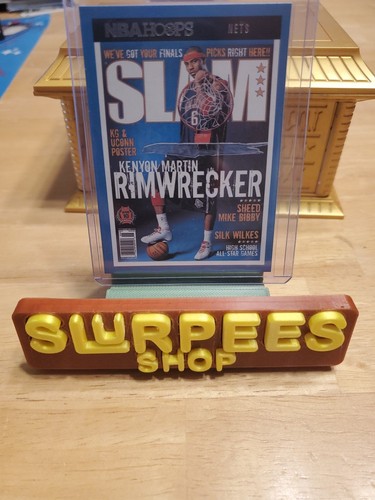 NBA HOOPS NETS
WE'VE GOT YOUR FINALS PICKS RIGHT HERE!!
SLAM
6
KG &
UCONN
POSTER
KENYON MARTIN
RIMWRECKER
SHEED
MIKE BIBBY
SILK WILKES
HIGH SCHOOL
ALL-STAR GAMES
SLURPEES
SHOP